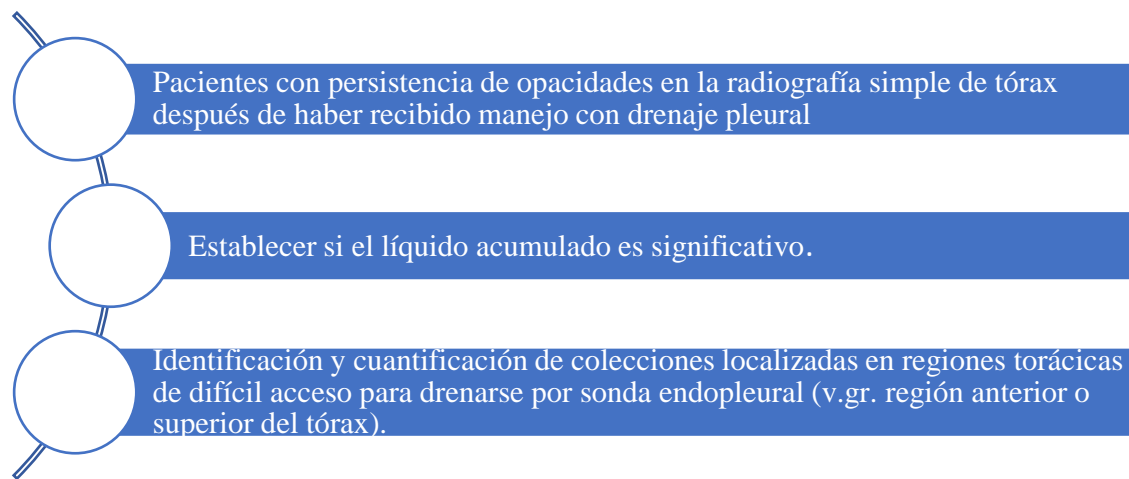 Pacientes con persistencia de opacidades en la radiografía simple de tórax
después de haber recibido manejo con drenaje pleural
Establecer si el líquido acumulado es significativo.
Identificación y cuantificación de colecciones localizadas en regiones torácicas
de difícil acceso para drenarse por sonda endopleural (v.gr. región anterior o
superior del tórax).